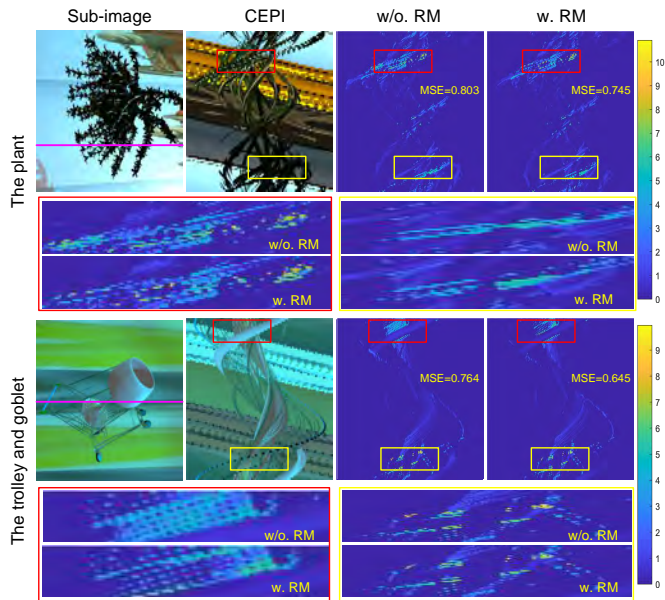 Sub-image CEPI w/o. RM w. RM
The plant
MSE=0.803 MSE=0.745
10
9
8
7
6
5
4
3
2
1
0
w/o. RM w/o. RM
w. RM w. RM
The trolley and goblet
MSE=0.764 MSE=0.645
9
8
7
6
5
4
3
2
1
0
w/o. RM w/o. RM
w. RM w. RM